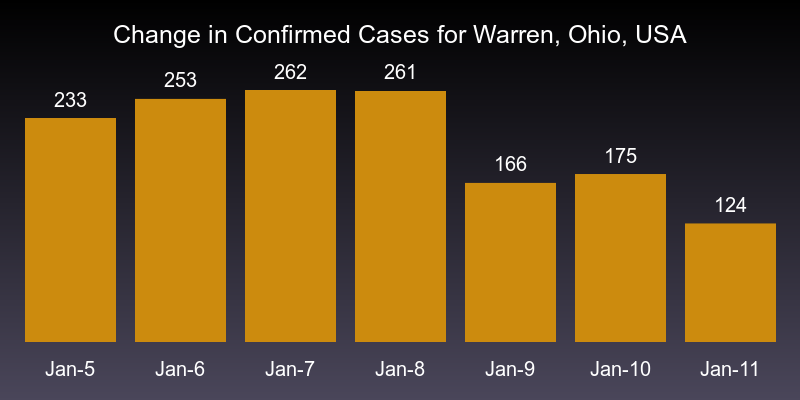 Change in Confirmed Cases for Warren, Ohio, USA
233 253 262 261 166 175 124
Jan-5 Jan-6 Jan-7 Jan-8 Jan-9 Jan-10 Jan-11